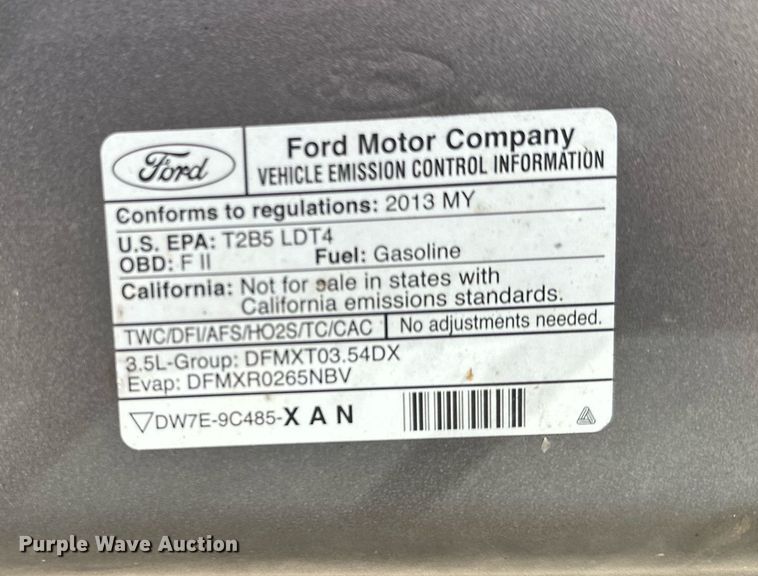 Ford
Ford Motor Company
VEHICLE EMISSION CONTROL INFORMATION
Conforms to regulations: 2013 MY
U.S. EPA: T2B5 LDT4
OBD: F II Fuel: Gasoline
California: Not for sale in states with
California emissions standards.
TWC/DFI/AFS/HO2S/TC/CAC No adjustments needed.
3.5L-Group: DFMXT03.54DX
Evap: DFMXR0265NBV
DW7E-9C485-X A N
Purple Wave Auction